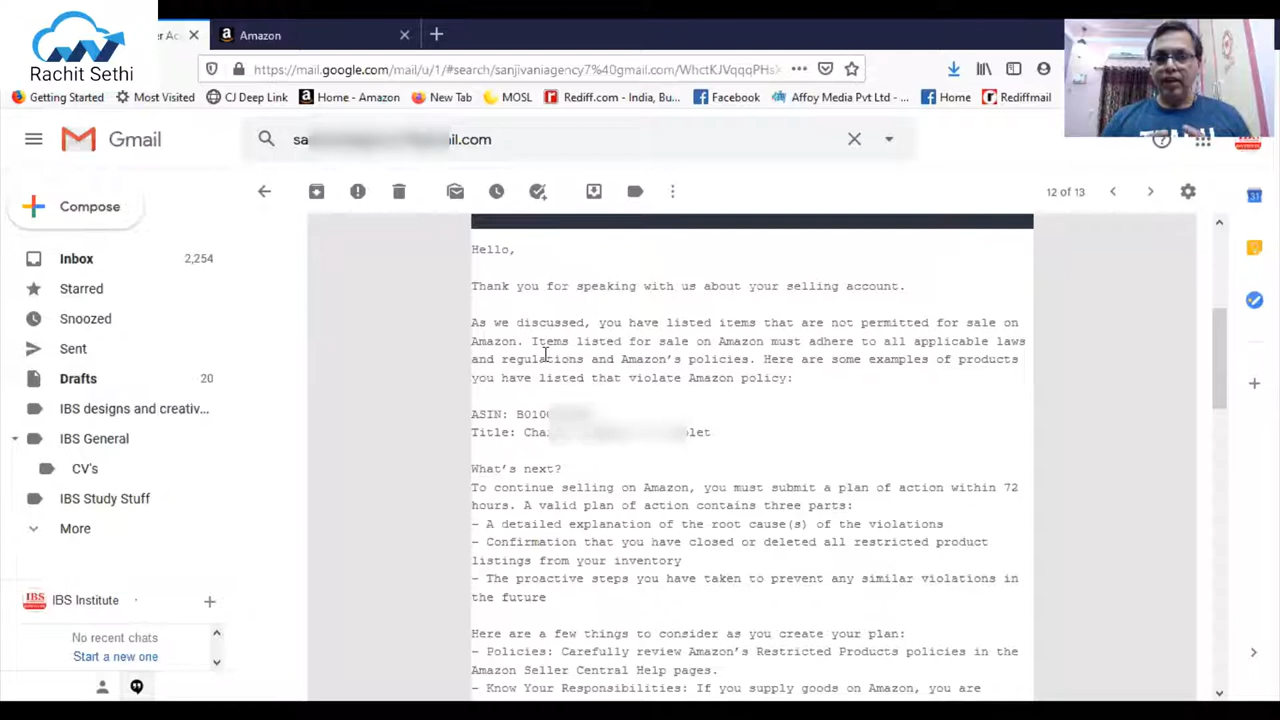 Rachit Sethi
Amazon
https://mail.google.com/mail/u/1/#search/sanjivaniagency7%40gmail.com/WhctKJVqqqPHs
Getting Started
Most Visited
CJ Deep Link
Home - Amazon
New Tab
MOSL
Rediff.com - India, Bu...
Facebook
Affoy Media Pvt Ltd - ...
Home
Rediffmail
Gmail
sa
il.com
Compose
12 of 13
Inbox
2,254
Starred
Snoozed
Sent
Drafts
20
IBS designs and creativ...
IBS General
CV's
IBS Study Stuff
More
IBS Institute
No recent chats
Start a new one
Hello,
Thank you for speaking with us about your selling account.
As we discussed, you have listed items that are not permitted for sale on
Amazon. Items listed for sale on Amazon must adhere to all applicable laws
and regulations and Amazon's policies. Here are some examples of products
you have listed that violate Amazon policy:
ASIN: B010
Title: Cha
let
What's next?
To continue selling on Amazon, you must submit a plan of action within 72
hours. A valid plan of action contains three parts:
- A detailed explanation of the root cause(s) of the violations
- Confirmation that you have closed or deleted all restricted product
listings from your inventory
- The proactive steps you have taken to prevent any similar violations in
the future
Here are a few things to consider as you create your plan:
- Policies: Carefully review Amazon's Restricted Products policies in the
Amazon Seller Central Help pages.
- Know Your Responsibilities: If you supply goods on Amazon, you are